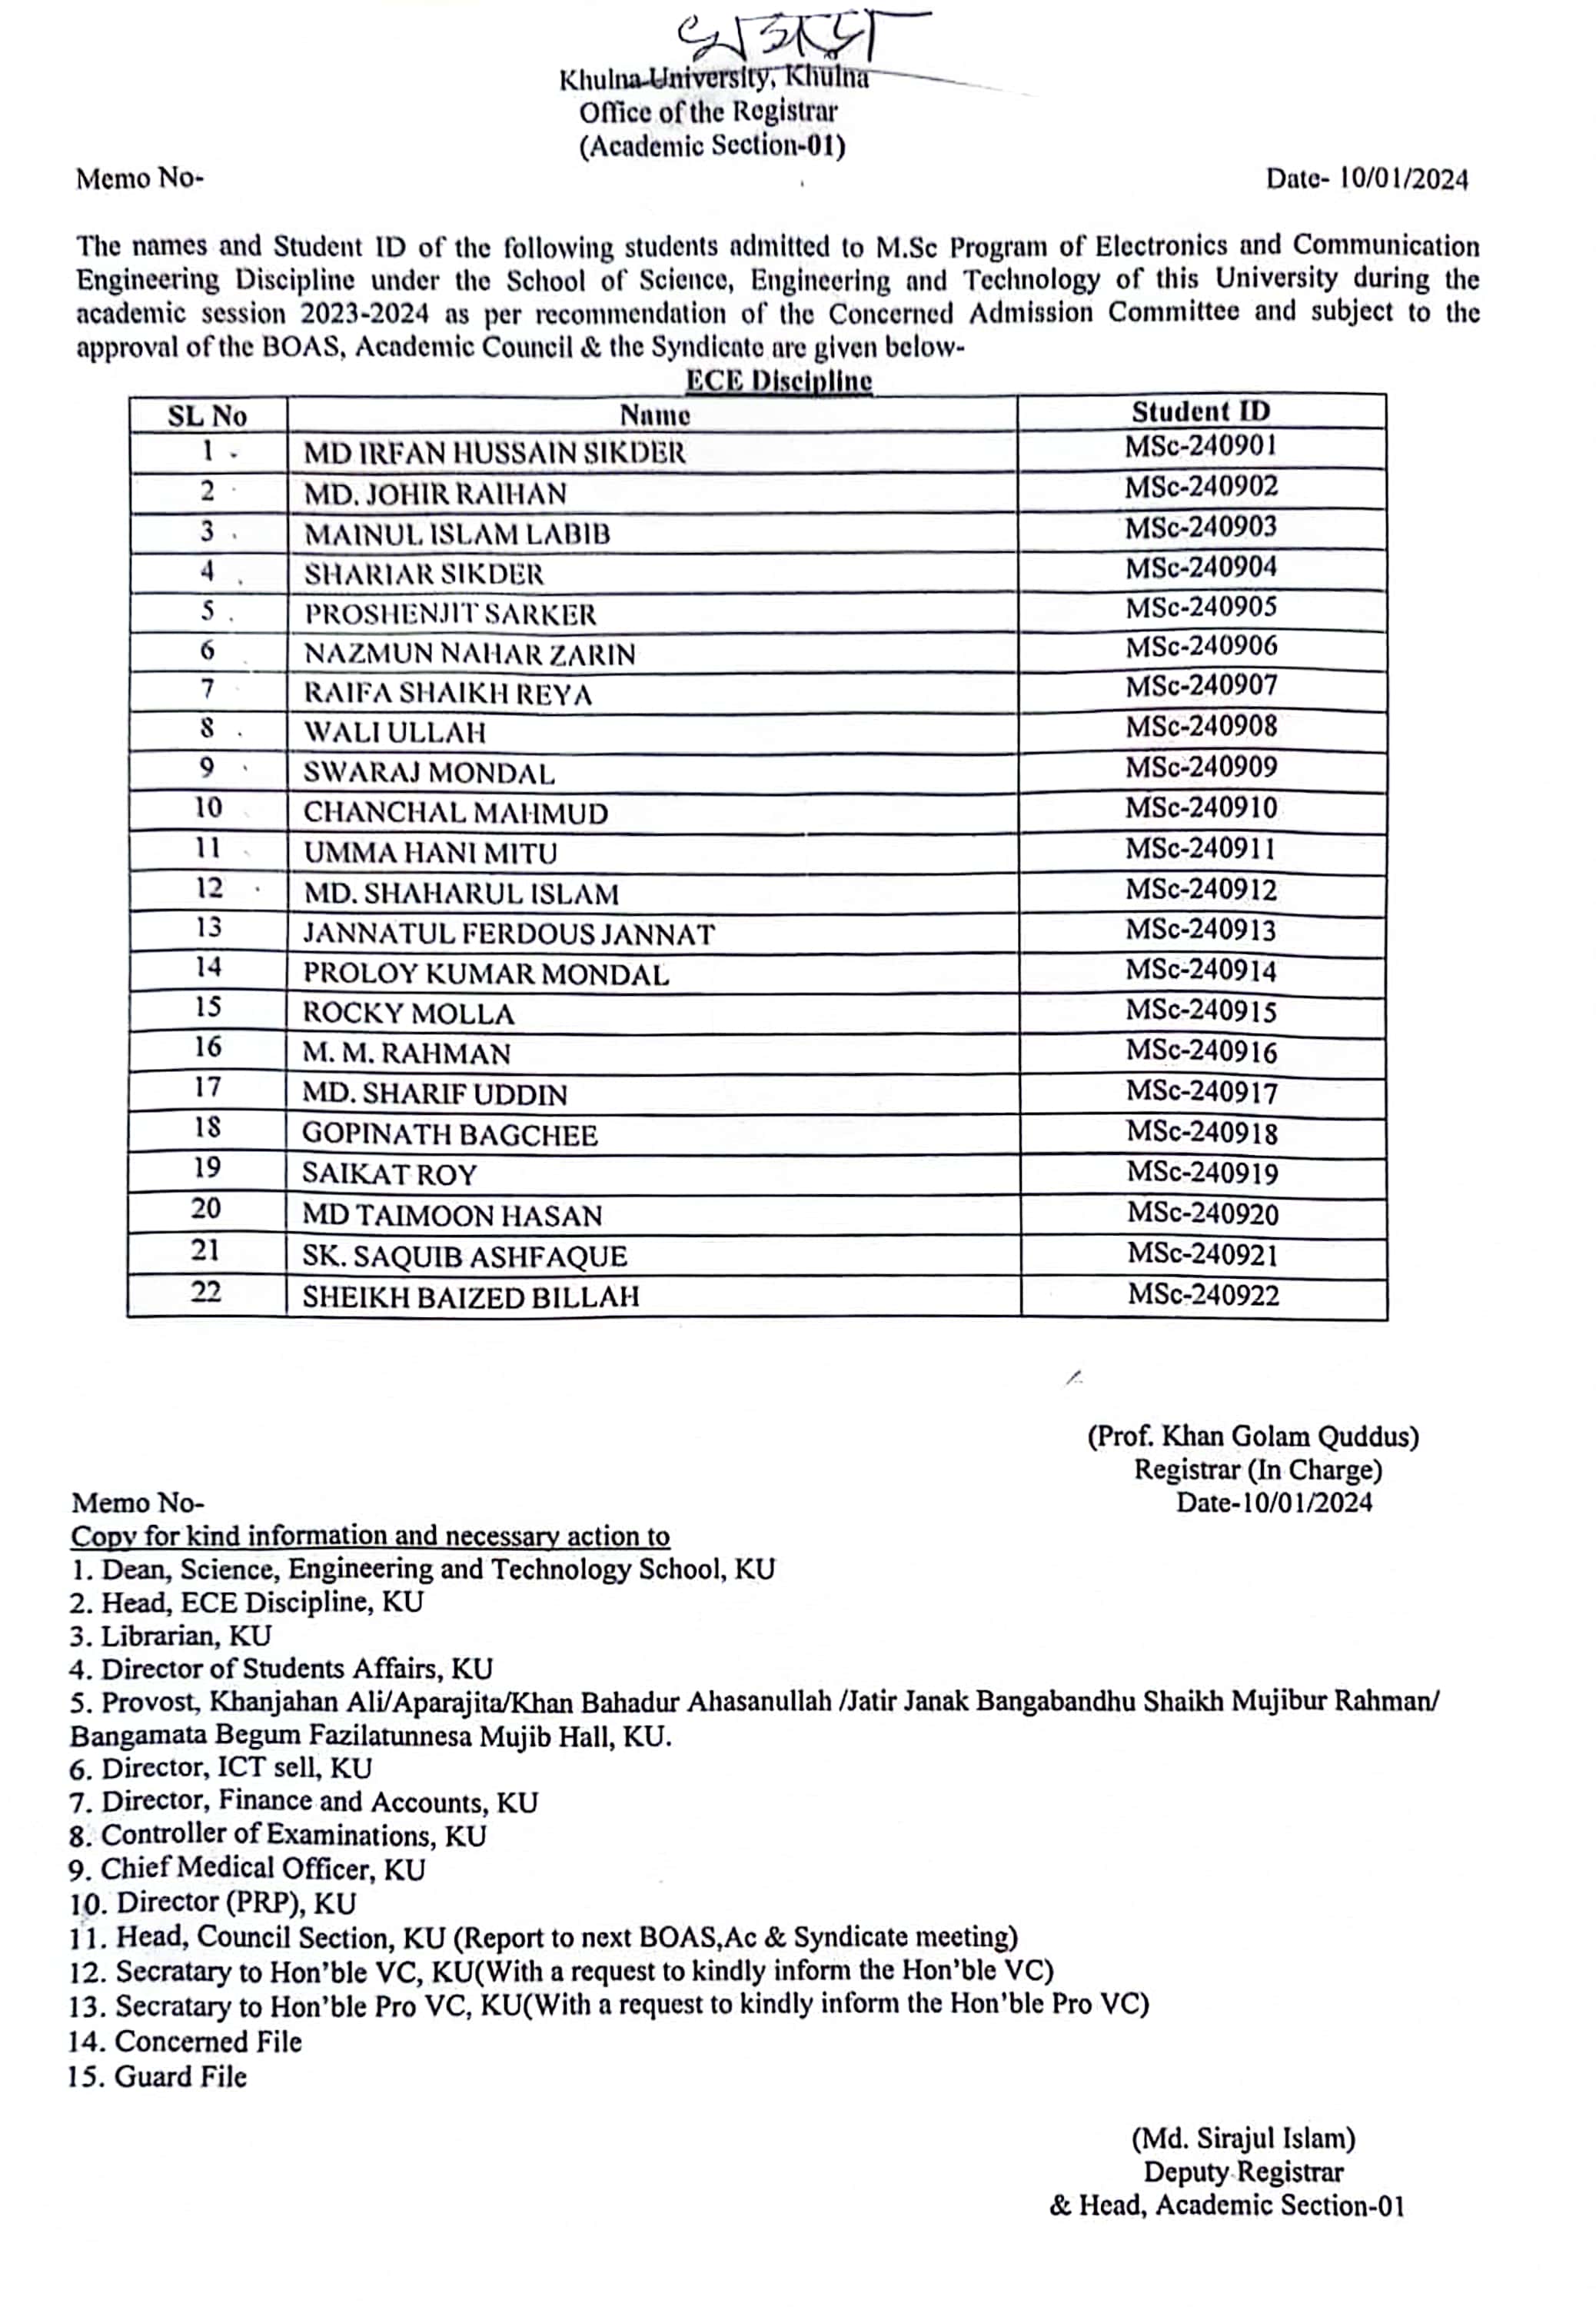 Khulna University, Khulna
Office of the Registrar
(Academic Section-01)
Memo No-
Date- 10/01/2024
The names and Student ID of the following students admitted to M.Sc Program of Electronics and Communication
Engineering Discipline under the School of Science, Engineering and Technology of this University during the
academic session 2023-2024 as per recommendation of the Concerned Admission Committee and subject to the
approval of the BOAS, Academic Council & the Syndicate are given below-
ECE Discipline
SL No Name Student ID
1 MD IRFAN HUSSAIN SIKDER MSc-240901
2 MD. JOHIR RAIHAN MSc-240902
3 MAINUL ISLAM LABIB MSc-240903
4 SHARIAR SIKDER MSc-240904
5 PROSHENJIT SARKER MSc-240905
6 NAZMUN NAHAR ZARIN MSc-240906
7 RAIFA SHAIKH REYA MSc-240907
8 WALI ULLAH MSc-240908
9 SWARAJ MONDAL MSc-240909
10 CHANCHAL MAHMUD MSc-240910
11 UMMA HANI MITU MSc-240911
12 MD. SHAHARUL ISLAM MSc-240912
13 JANNATUL FERDOUS JANNAT MSc-240913
14 PROLOY KUMAR MONDAL MSc-240914
15 ROCKY MOLLA MSc-240915
16 M. M. RAHMAN MSc-240916
17 MD. SHARIF UDDIN MSc-240917
18 GOPINATH BAGCHEE MSc-240918
19 SAIKAT ROY MSc-240919
20 MD TAIMOON HASAN MSc-240920
21 SK. SAQUIB ASHFAQUE MSc-240921
22 SHEIKH BAIZED BILLAH MSc-240922
(Prof. Khan Golam Quddus)
Registrar (In Charge)
Memo No-
Date-10/01/2024
Copy for kind information and necessary action to
1. Dean, Science, Engineering and Technology School, KU
2. Head, ECE Discipline, KU
3. Librarian, KU
4. Director of Students Affairs, KU
5. Provost, Khanjahan Ali/Aparajita/Khan Bahadur Ahasanullah /Jatir Janak Bangabandhu Shaikh Mujibur Rahman/
Bangamata Begum Fazilatunnesa Mujib Hall, KU.
6. Director, ICT sell, KU
7. Director, Finance and Accounts, KU
8. Controller of Examinations, KU
9. Chief Medical Officer, KU
10. Director (PRP), KU
11. Head, Council Section, KU (Report to next BOAS,Ac & Syndicate meeting)
12. Secratary to Hon'ble VC, KU(With a request to kindly inform the Hon'ble VC)
13. Secratary to Hon'ble Pro VC, KU(With a request to kindly inform the Hon'ble Pro VC)
14. Concerned File
15. Guard File
(Md. Sirajul Islam)
Deputy Registrar
& Head, Academic Section-01